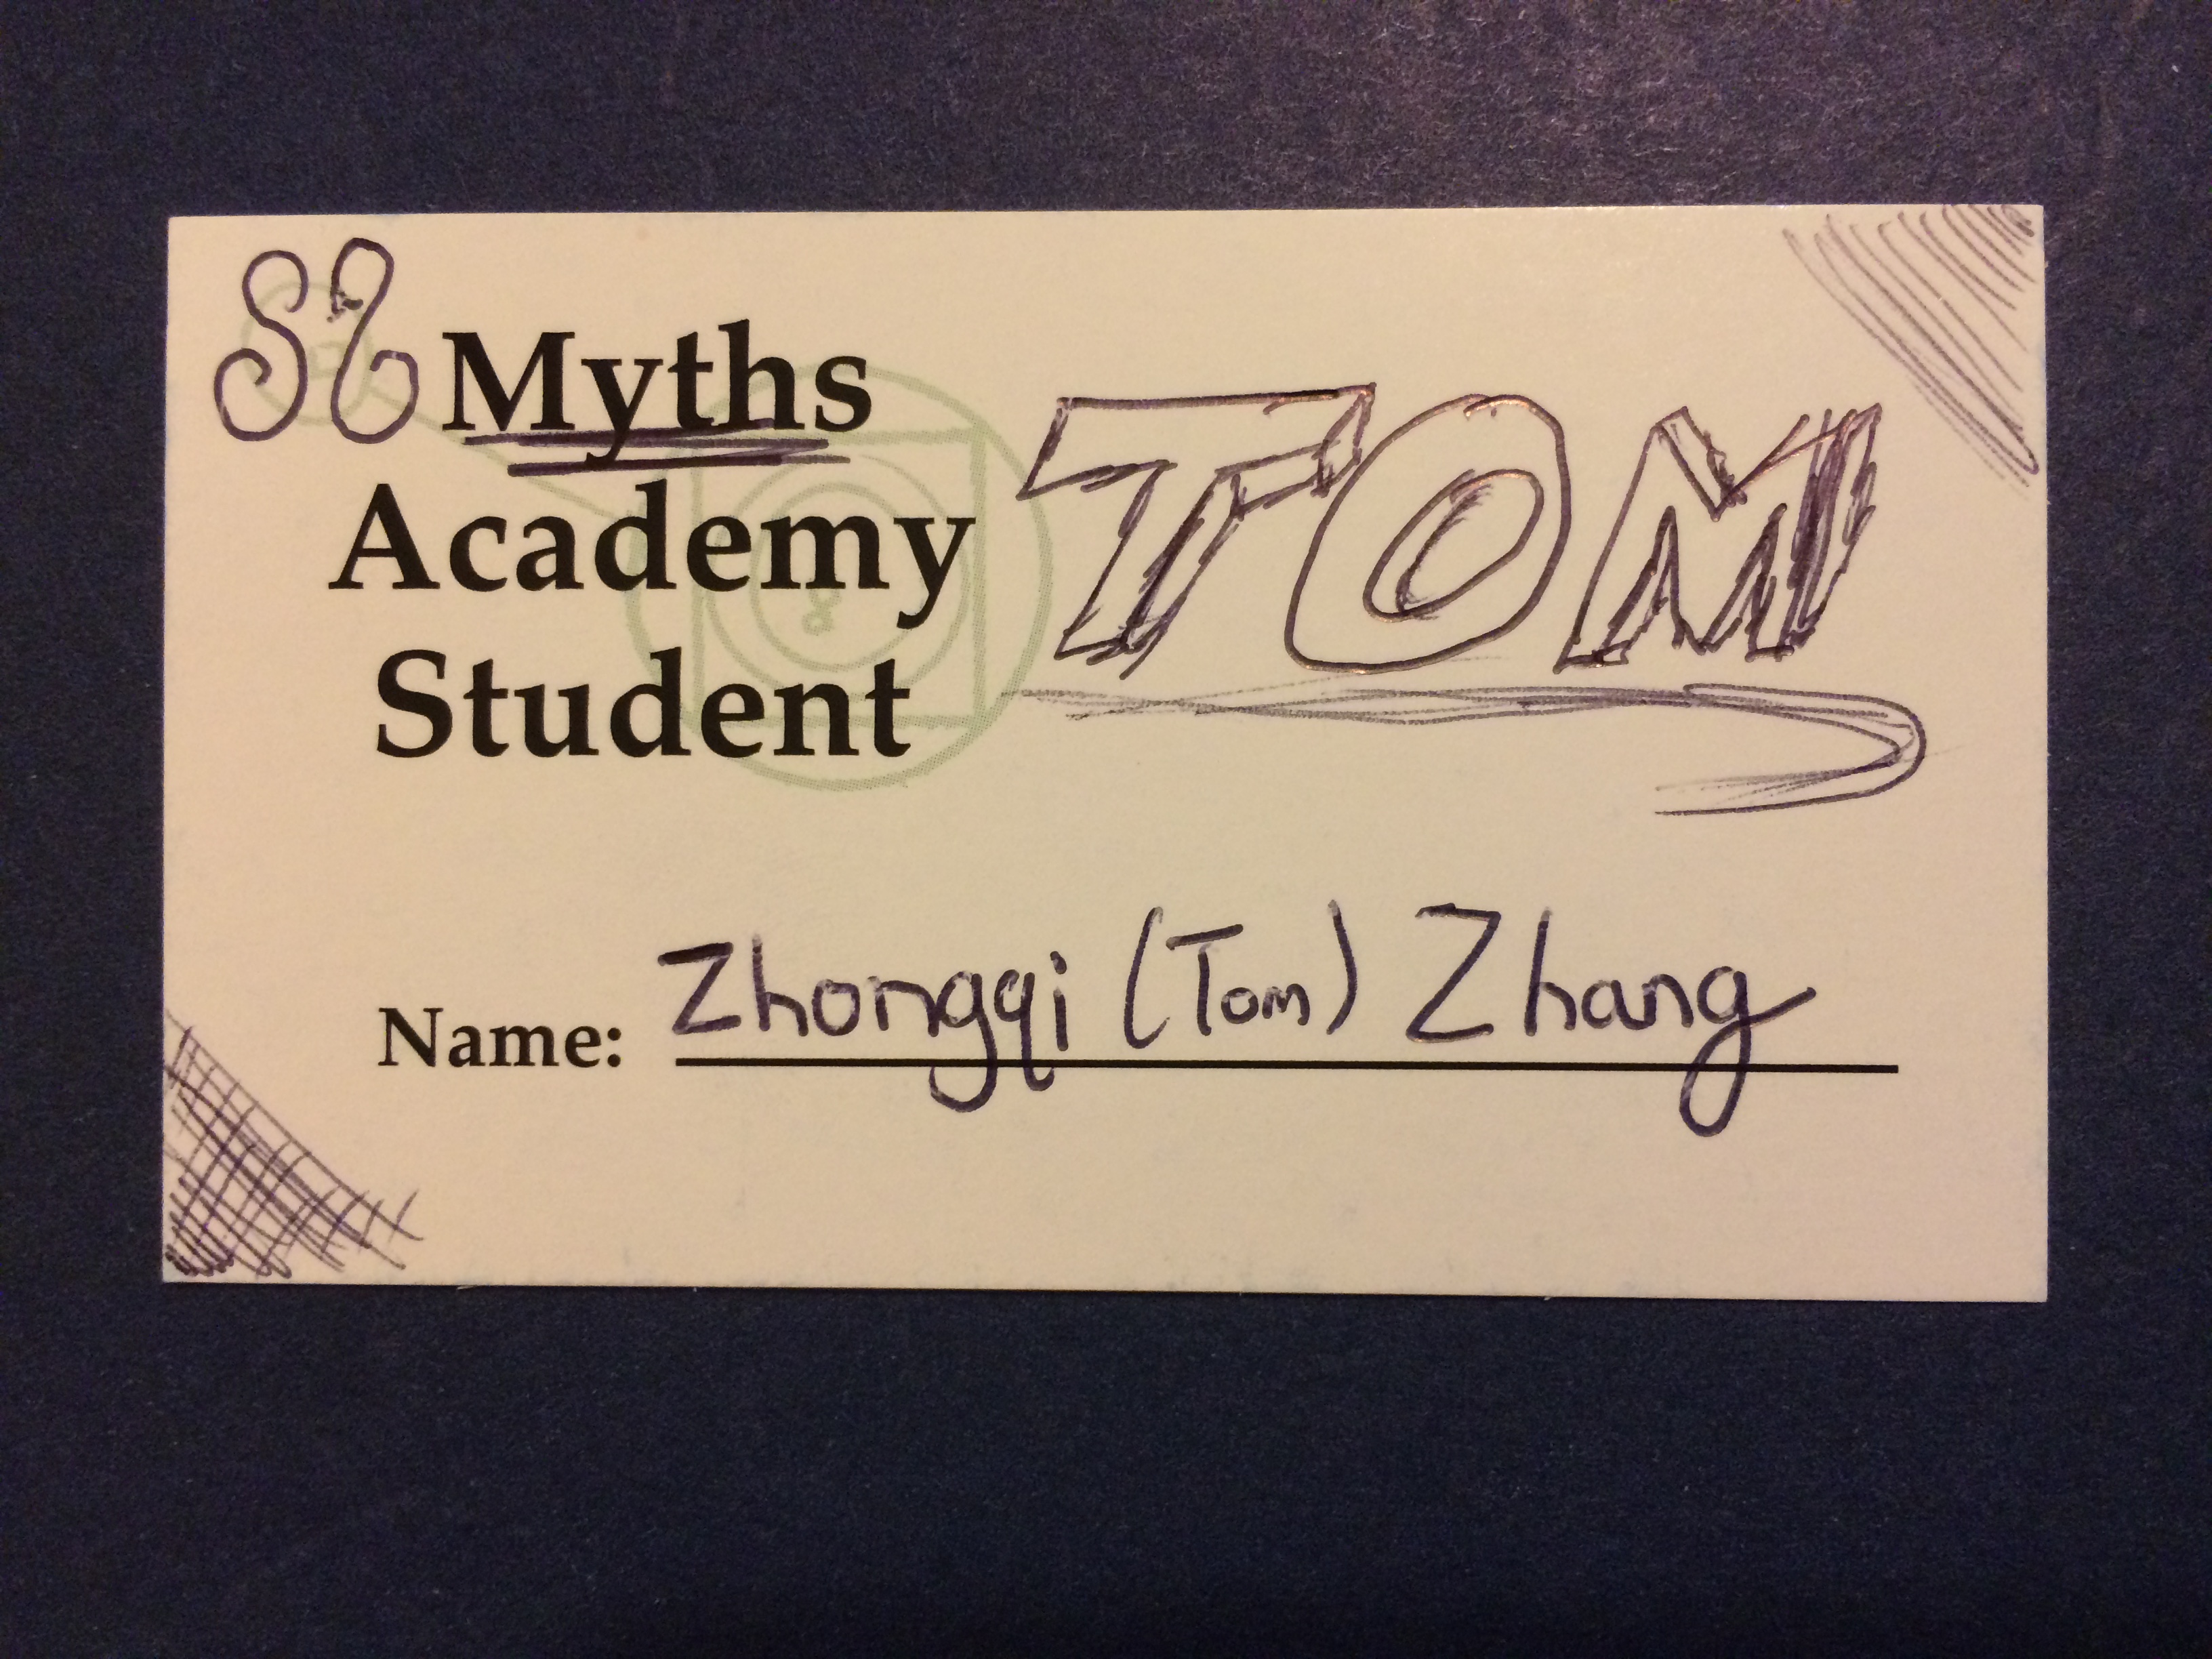 Myths
Academy
Student
TOM
Name: Zhongqi (Tom) Zhang